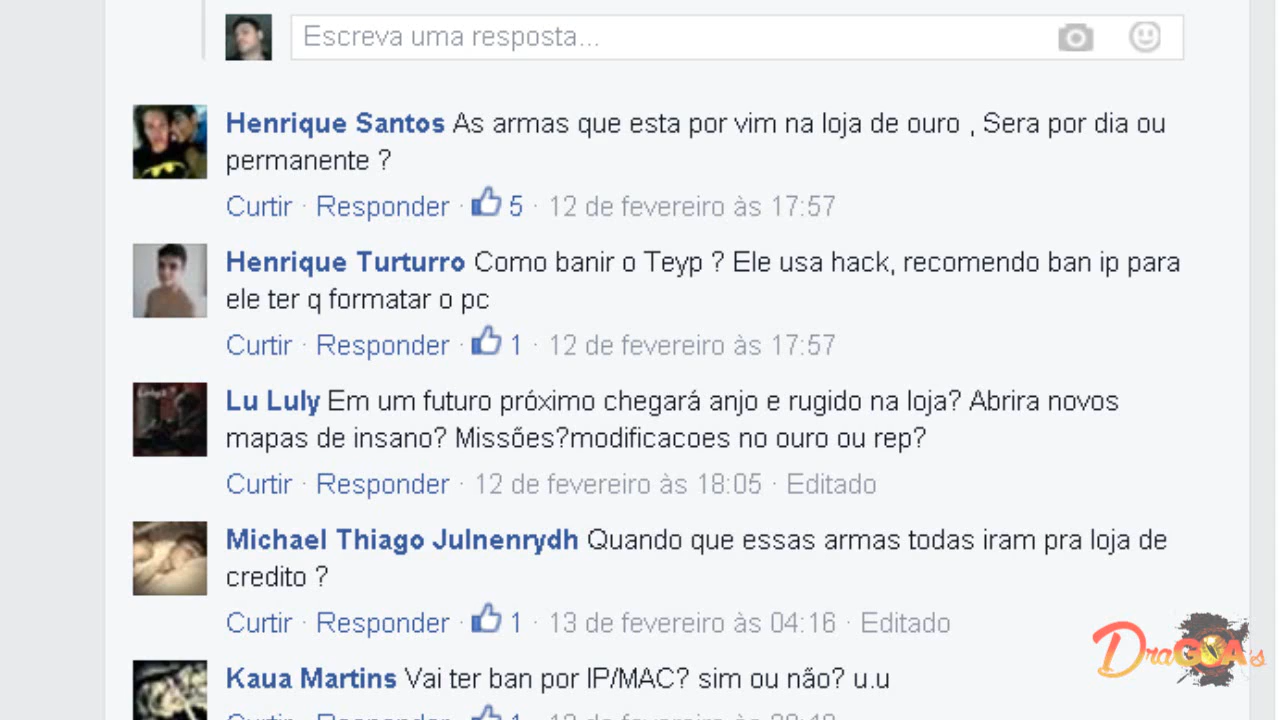 Escreva uma resposta...
Henrique Santos As armas que esta por vim na loja de ouro , Sera por dia ou
permanente ?
Curtir · Responder · 5 · 12 de fevereiro às 17:57
Henrique Turturro Como banir o Teyp ? Ele usa hack, recomendo ban ip para
ele ter q formatar o pc
Curtir · Responder · 1 · 12 de fevereiro às 17:57
Lu Luly Em um futuro próximo chegará anjo e rugido na loja? Abrira novos
mapas de insano? Missões?modificacoes no ouro ou rep?
Curtir · Responder · 12 de fevereiro às 18:05 · Editado
Michael Thiago Julnenrydh Quando que essas armas todas iram pra loja de
credito ?
Curtir · Responder · 1 · 13 de fevereiro às 04:16 · Editado
DraGOA's
Kaua Martins Vai ter ban por IP/MAC? sim ou não? u.u
Curtir · Responder · 1